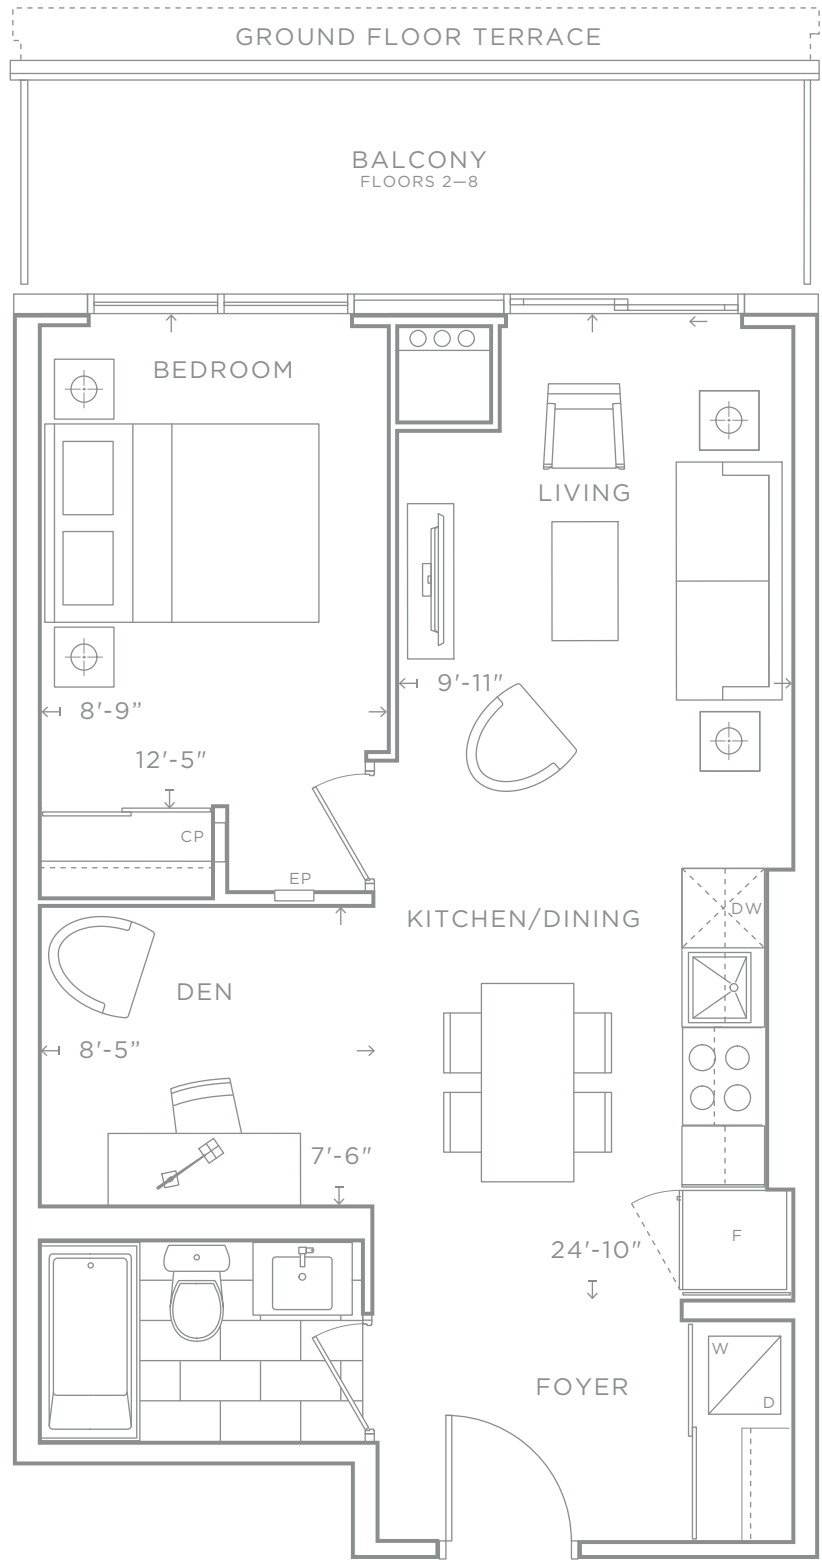 GROUND FLOOR TERRACE
BALCONY
FLOORS 2—8
BEDROOM
LIVING
9'-11"
8'-9”
12'-5"
CP
EP
KITCHEN/DINING
DW
DEN
8'-5”
7'-6"
24'-10"
F
FOYER
W
D